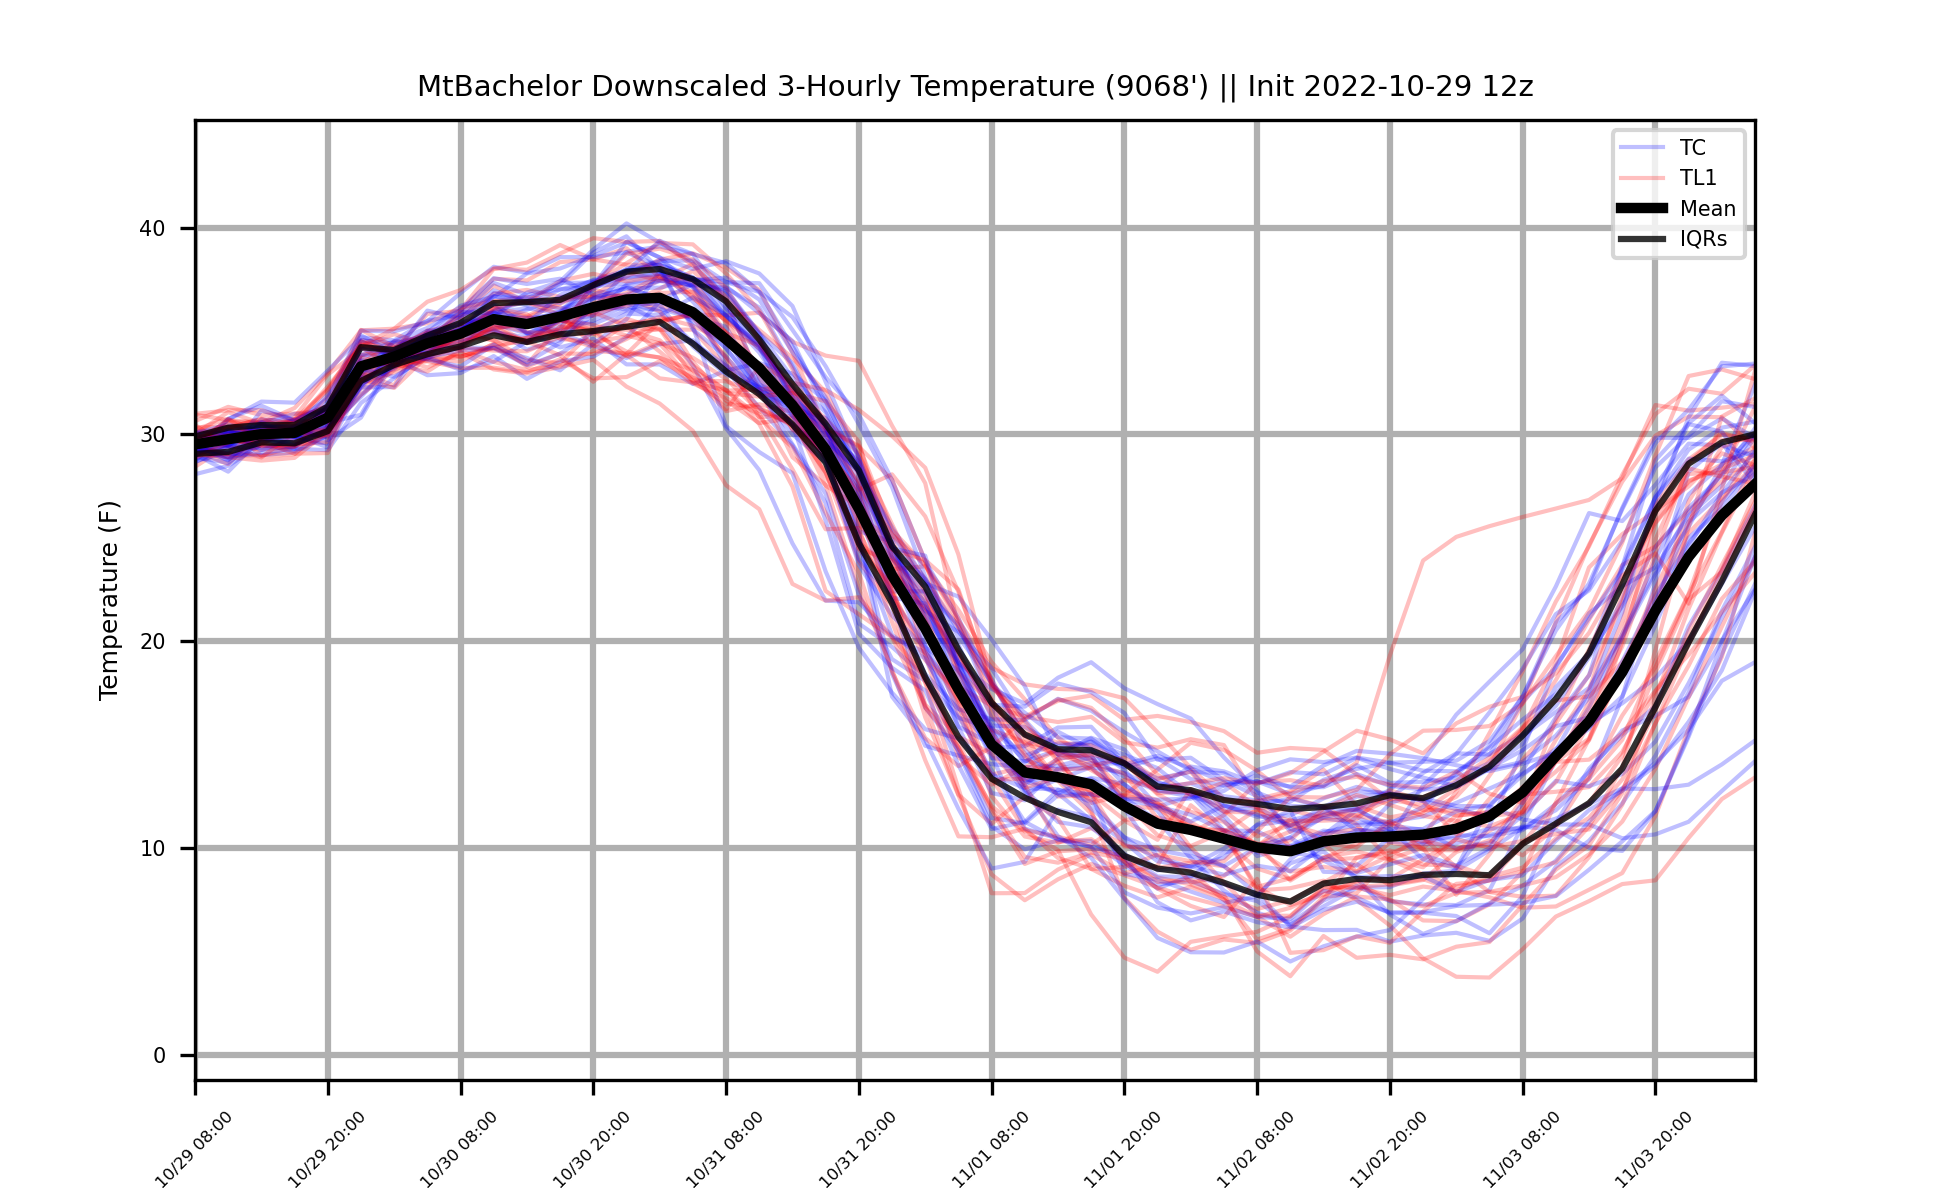 MtBachelor Downscaled 3-Hourly Temperature (9068') || Init 2022-10-29 12z
TC
TL1
Mean
IQRs
Temperature (F)
40
30
20
10
0
10/29 08:00
10/29 20:00
10/30 08:00
10/30 20:00
10/31 08:00
10/31 20:00
11/01 08:00
11/01 20:00
11/02 08:00
11/02 20:00
11/03 08:00
11/03 20:00